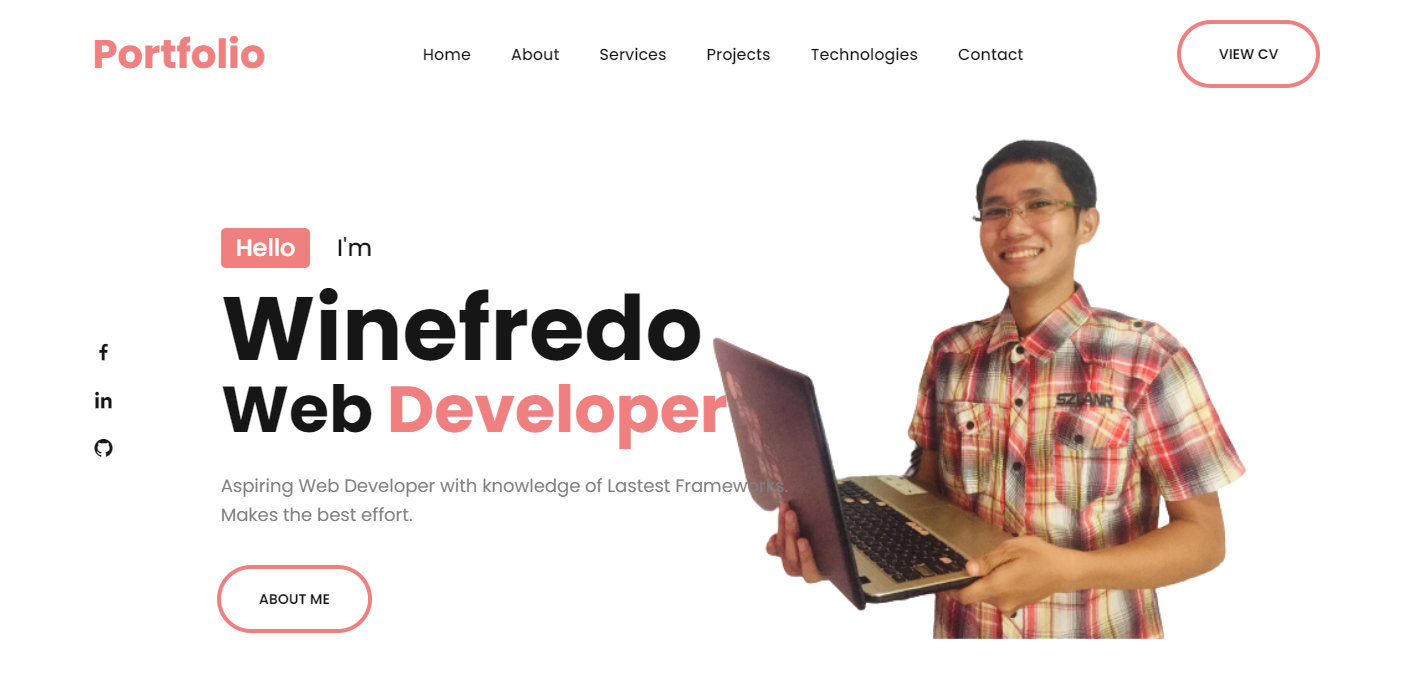 Portfolio
Home About Services Projects Technologies Contact
VIEW CV
Hello I'm
Winefredo
Web Developer
Aspiring Web Developer with knowledge of Lastest Frameworks.
Makes the best effort.
ABOUT ME